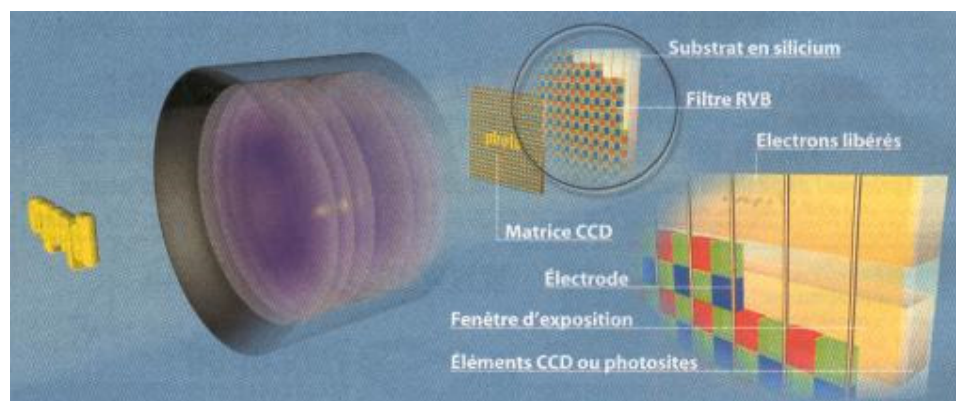 Substrat en silicium
Filtre RVB
Electrons libérés
Matrice CCD
Électrode
Fenêtre d'exposition
Éléments CCD ou photosites